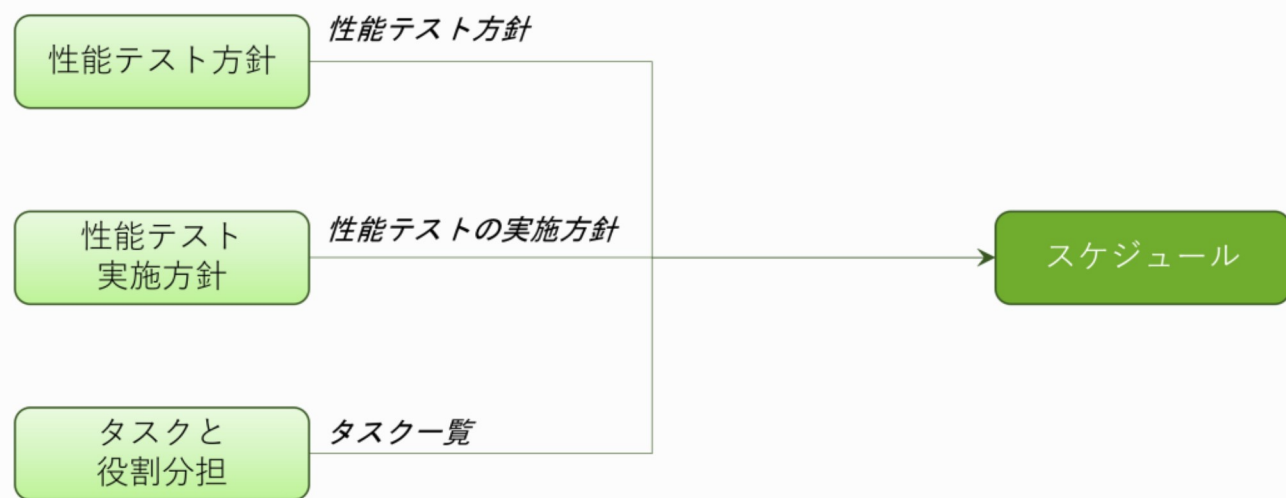 性能テスト方針
性能テスト方針
性能テスト
実施方針
性能テストの実施方針
スケジュール
タスクと
役割分担
タスク一覧